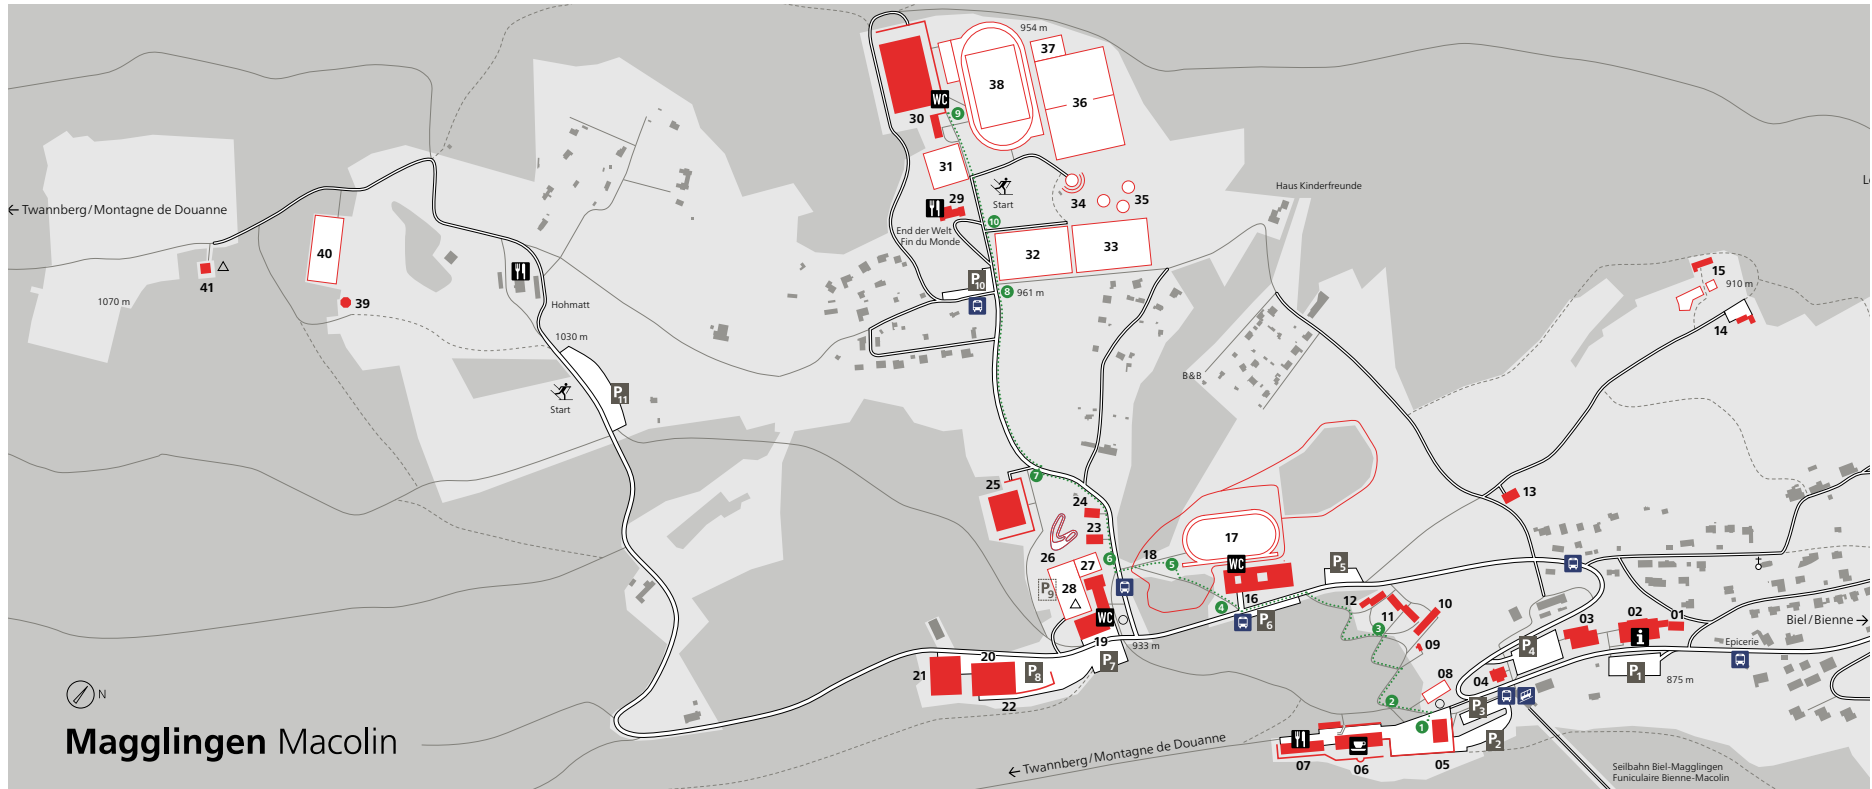 954 m
37
38
36
WC
9
30
31
Start
29
34
35
10
End der Welt
Fin du Monde
32
33
Haus Kinderfreunde
← Twannberg/Montagne de Douanne
40
41
39
1070 m
Hohmatt
1030 m
P11
Start
P10
8
961 m
15
910 m
14
B&B
25
7
24
23
26
27
28
P9
6
18
5
17
WC
16
4
P6
P5
13
12
11
10
3
09
WC
19
933 m
P7
20
P8
21
22
03
02
01
i
Biel/Bienne →
Epicerie
P4
P1
875 m
04
08
P3
2
1
P2
05
06
07
N
Magglingen Macolin
← Twannberg/Montagne de Douanne
Seilbahn Biel-Magglingen
Funiculaire Bienne-Macolin